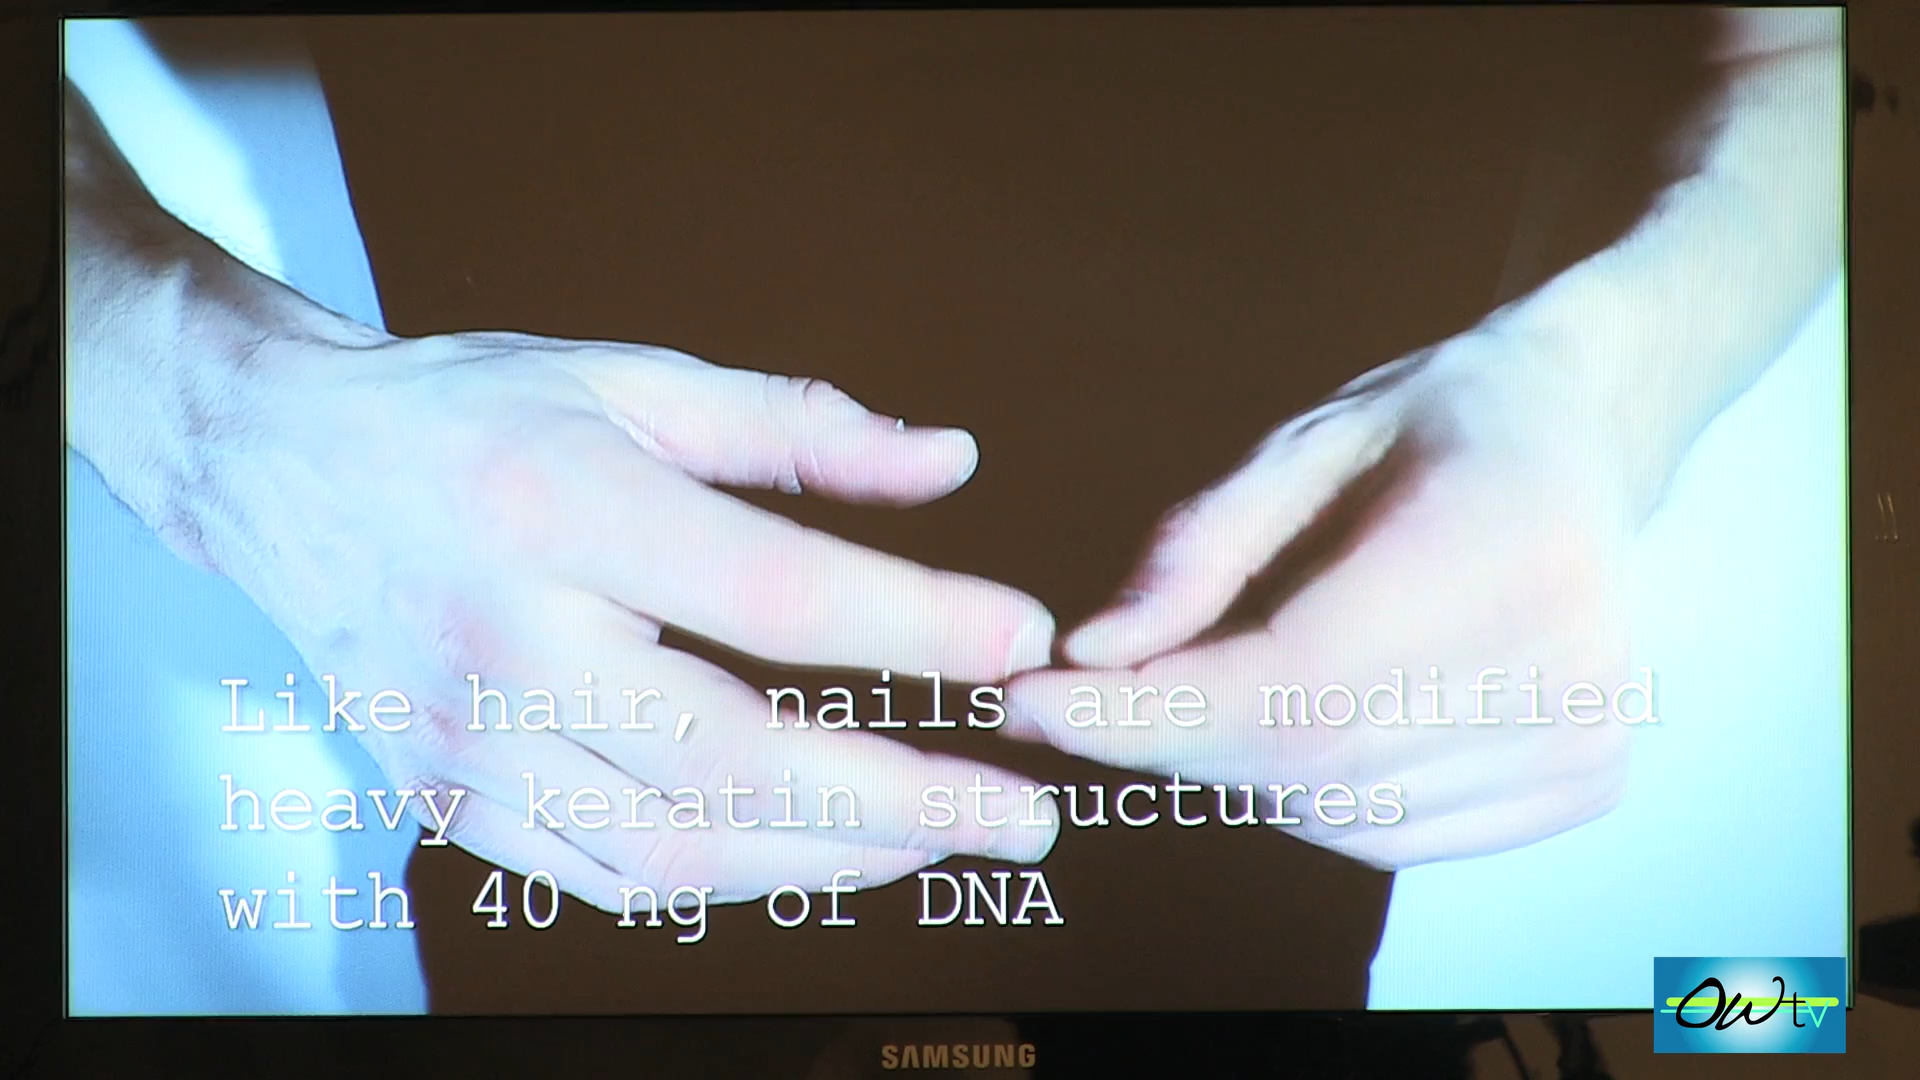 Like hair, nails are modified
heavy keratin structures
with 40 ng of DNA
OWtv
SAMSUNG